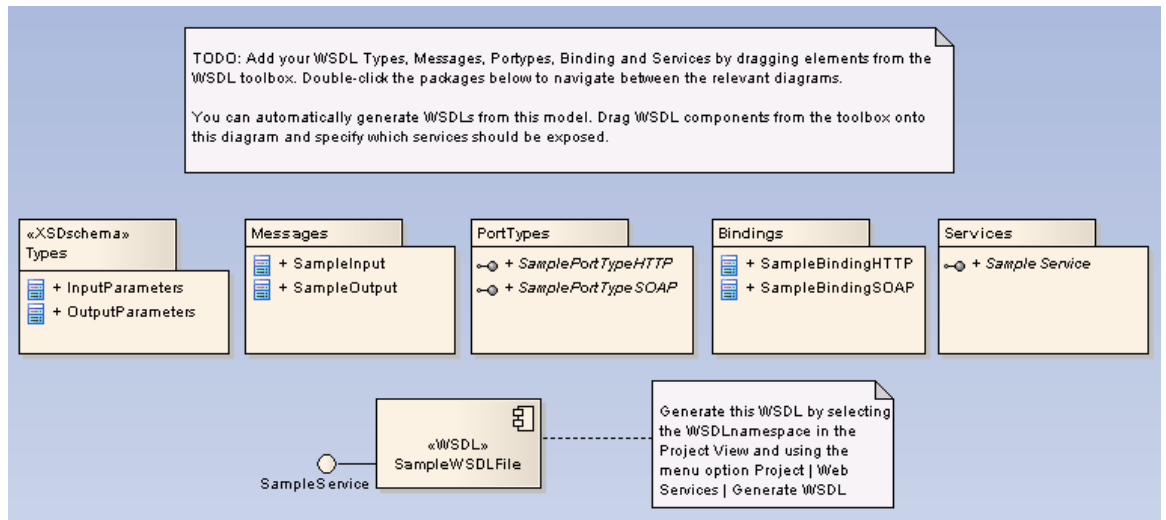 TODO: Add your WSDL Types, Messages, Portypes, Binding and Services by dragging elements from the
WSDL toolbox. Double-click the packages below to navigate between the relevant diagrams.
You can automatically generate WSDLs from this model. Drag WSDL components from the toolbox onto
this diagram and specify which services should be exposed.
«XSDschema»
Types
+ InputParameters
+ OutputParameters
Messages
+ SampleInput
+ SampleOutput
PortTypes
+ SamplePortTypeHTTP
+ SamplePortTypeSOAP
Bindings
+ SampleBindingHTTP
+ SampleBindingSOAP
Services
+ Sample Service
«WSDL»
SampleWSDLFile
SampleService
Generate this WSDL by selecting
the WSDLnamespace in the
Project View and using the
menu option Project | Web
Services | Generate WSDL